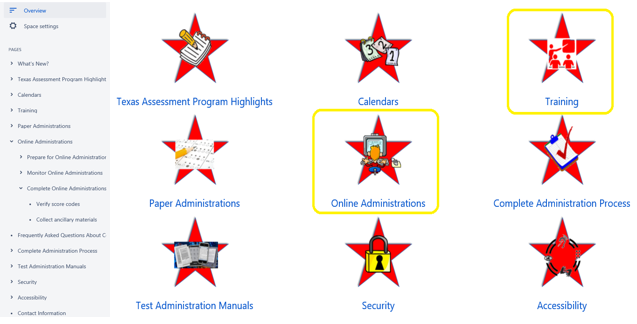 Overview
Space settings
PAGES
What's New?
Texas Assessment Program Highlight
Calendars
Training
Paper Administrations
Online Administrations
Prepare for Online Administration
Monitor Online Administrations
Complete Online Administrations
Verify score codes
Collect ancillary materials
Frequently Asked Questions About C
Complete Administration Process
Test Administration Manuals
Security
Accessibility
Contact Information
Texas Assessment Program Highlights
Calendars
Training
Paper Administrations
Online Administrations
Complete Administration Process
Test Administration Manuals
Security
Accessibility